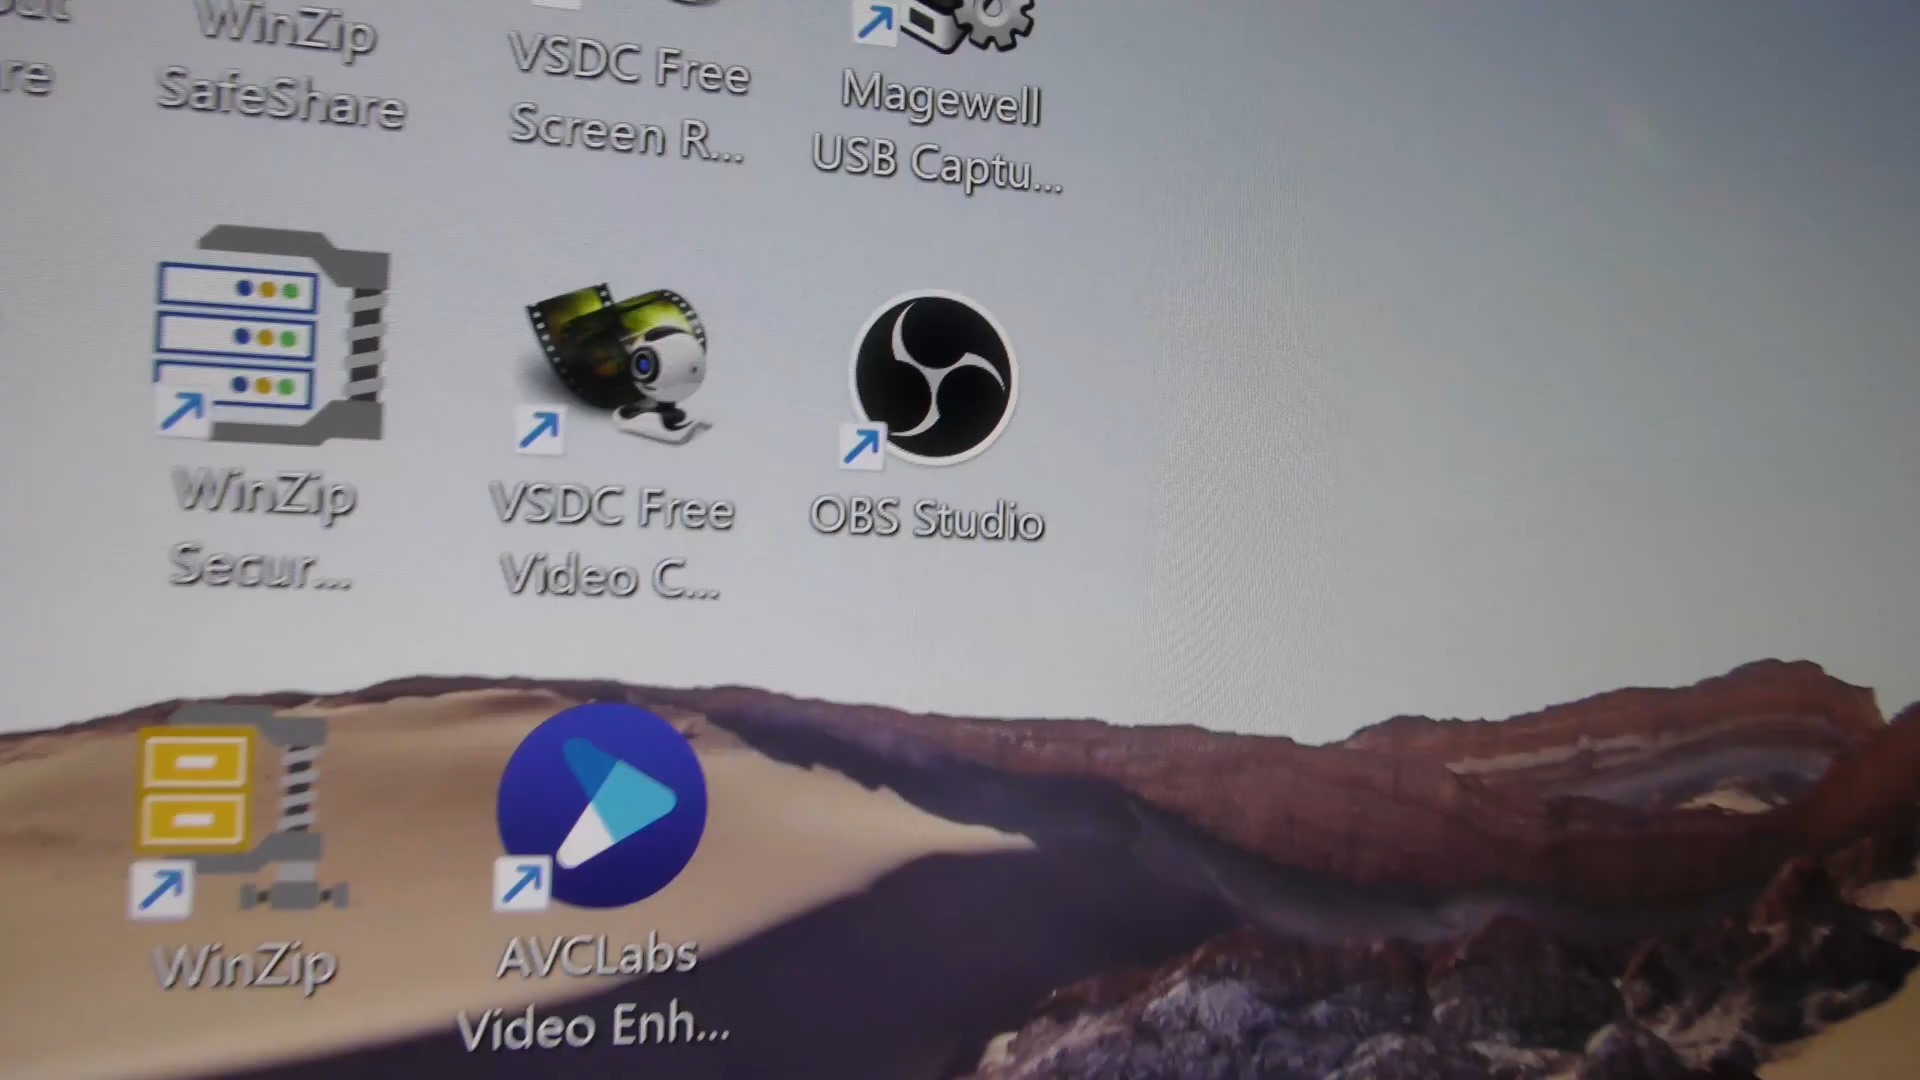 re
WinZip
SafeShare
VSDC Free
Screen R...
Magewell
USB Captu...
WinZip
Secur...
VSDC Free
Video C...
OBS Studio
WinZip
AVCLabs
Video Enh...